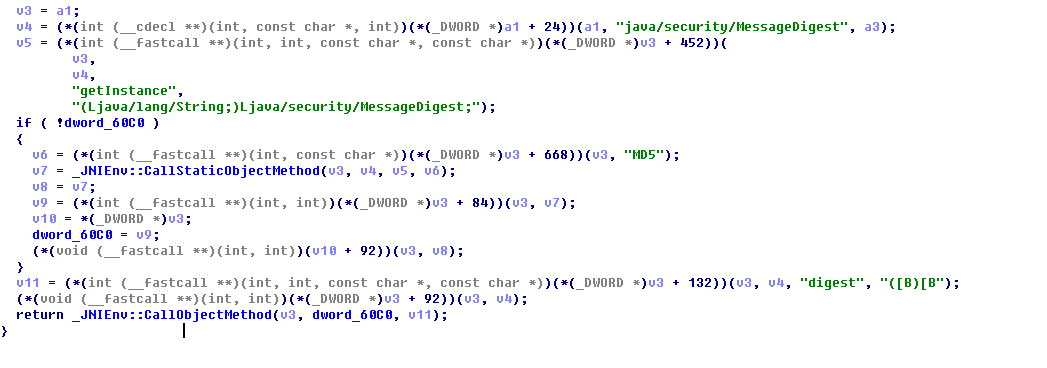 v3 = a1;
v4 = (*(int (__cdecl **)(int, const char *, int))(*(_DWORD *)a1 + 24))(a1, "java/security/MessageDigest", a3);
v5 = (*(int (__fastcall **)(int, int, const char *, const char *))(*(_DWORD *)v3 + 452))(
v3,
v4,
"getInstance",
"(Ljava/lang/String;)Ljava/security/MessageDigest;");
if ( !dword_60C0 )
{
v6 = (*(int (__fastcall **)(int, const char *))(*(_DWORD *)v3 + 668))(v3, "MD5");
v7 = _JNIEnv::CallStaticObjectMethod(v3, v4, v5, v6);
v8 = v7;
v9 = (*(int (__fastcall **)(int, int))(*(_DWORD *)v3 + 84))(v3, v7);
v10 = *(_DWORD *)v3;
dword_60C0 = v9;
(*(void (__fastcall **)(int, int))(v10 + 92))(v3, v8);
}
v11 = (*(int (__fastcall **)(int, int, const char *, const char *))(*(_DWORD *)v3 + 132))(v3, v4, "digest", "([B)[B");
(*(void (__fastcall **)(int, int))(*(_DWORD *)v3 + 92))(v3, v4);
return _JNIEnv::CallObjectMethod(v3, dword_60C0, v11);
}